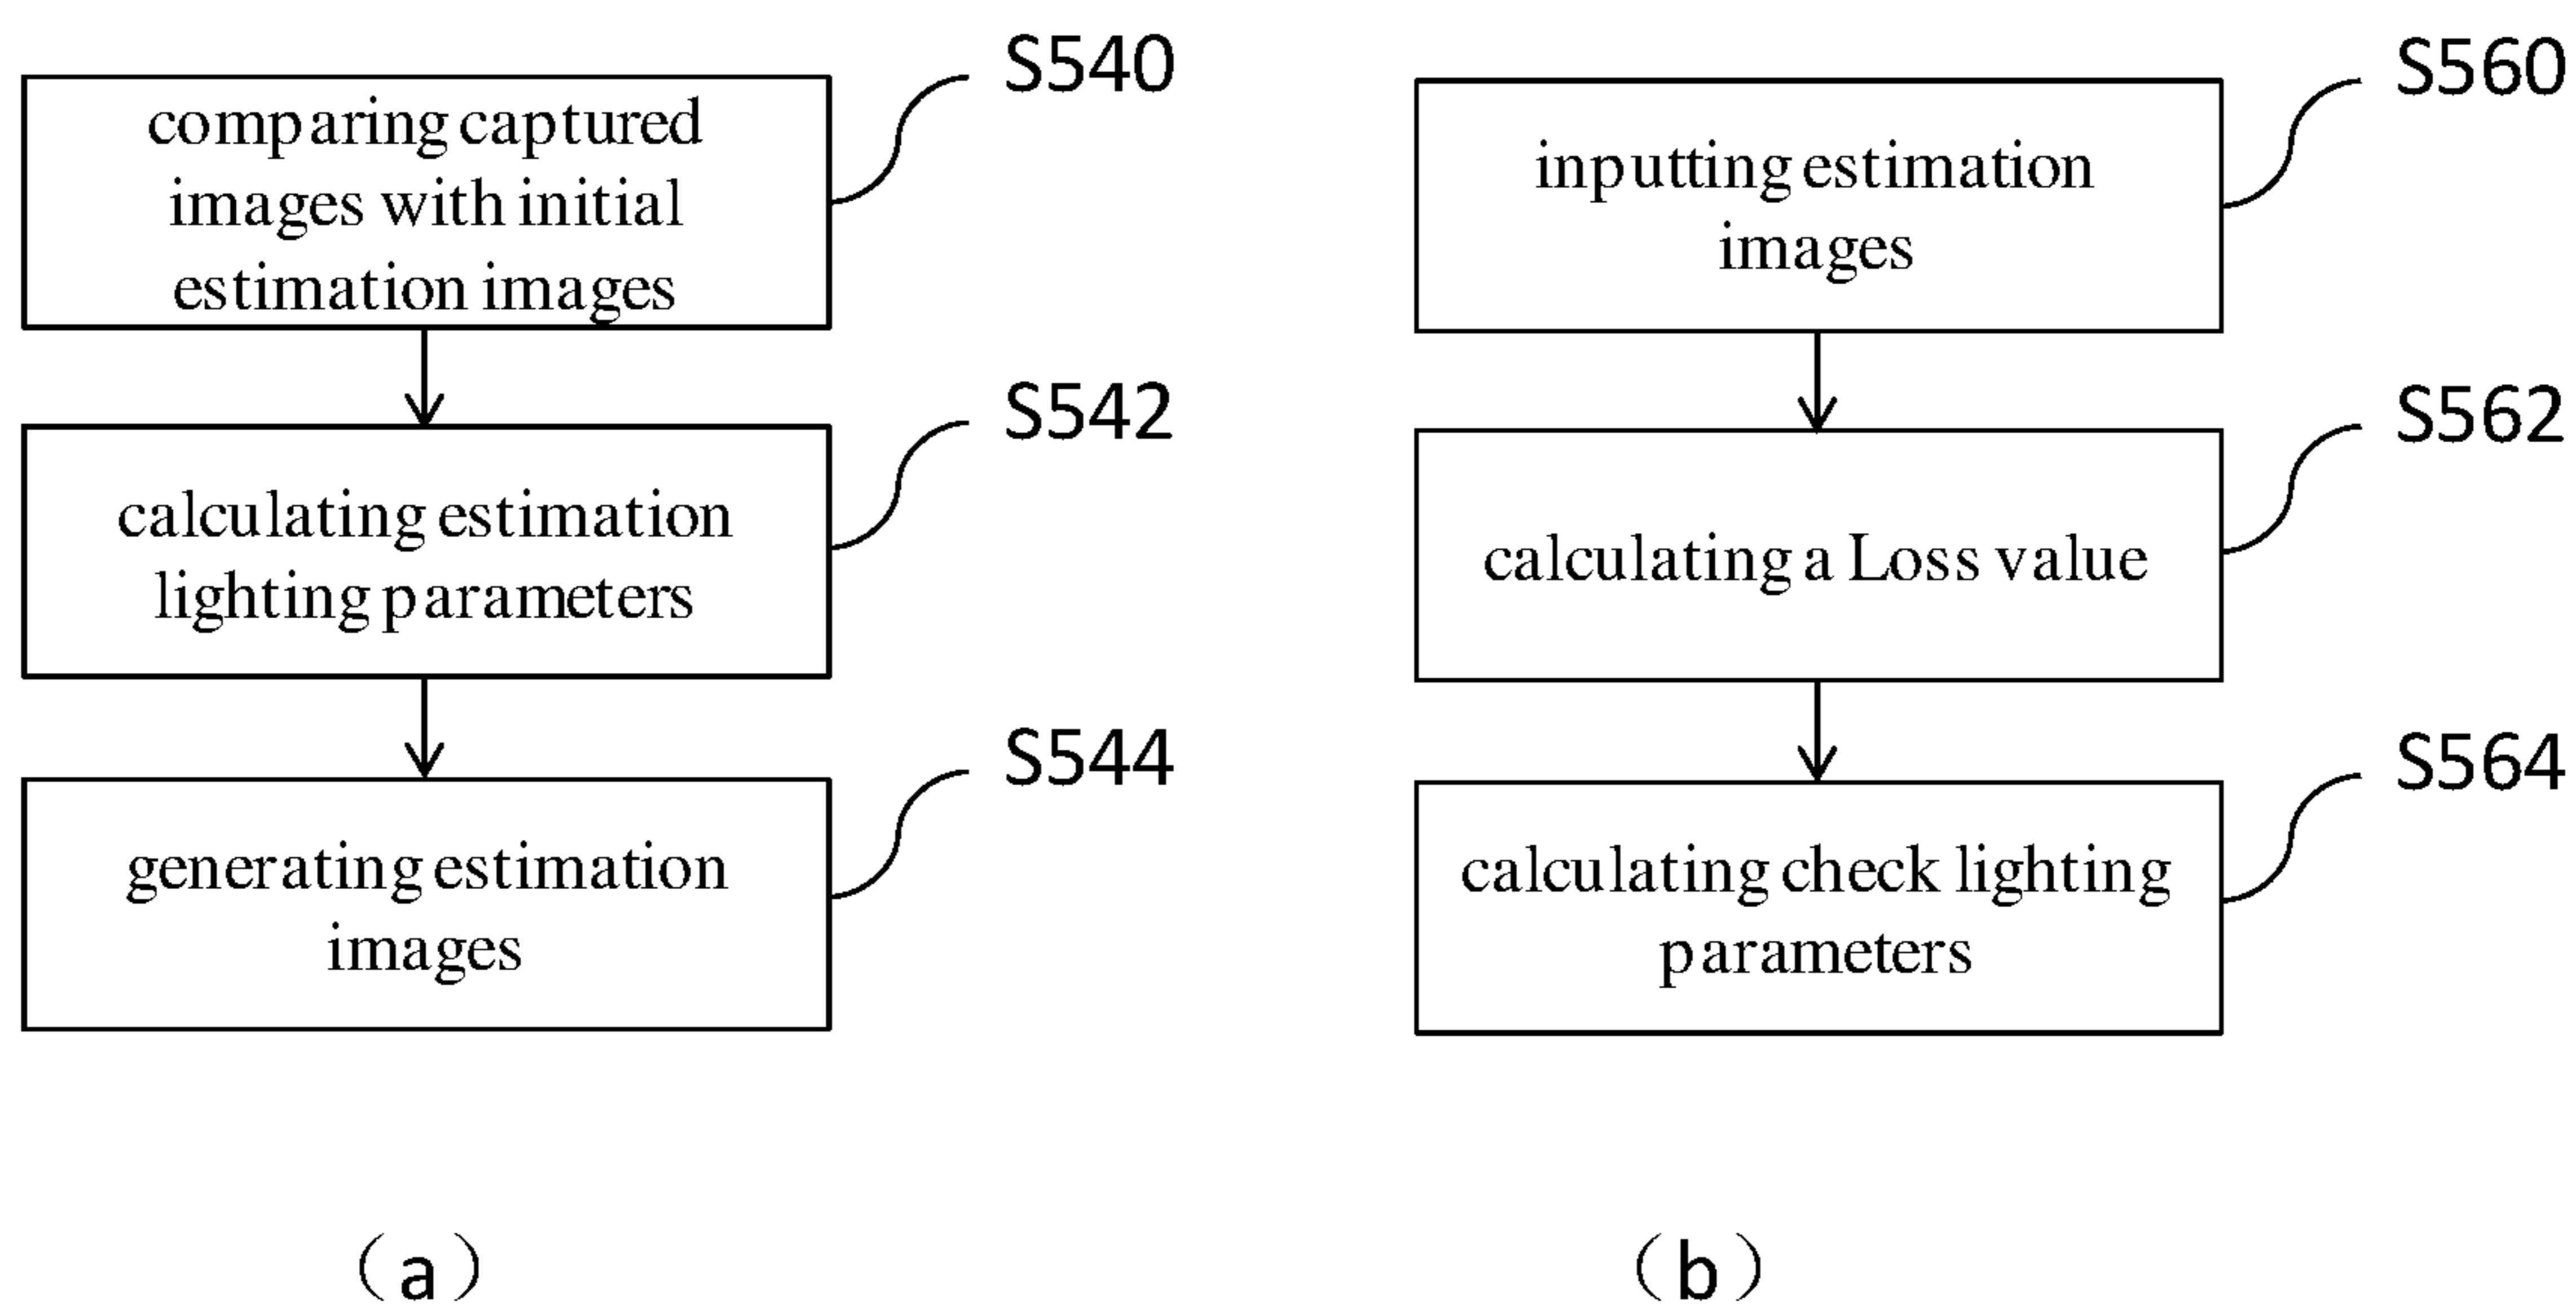 S540
comparing captured
images with initial
estimation images
S542
calculating estimation
lighting parameters
S544
generating estimation
images
(a)
S560
inputting estimation
images
S562
calculating a Loss value
S564
calculating check lighting
parameters
(b)